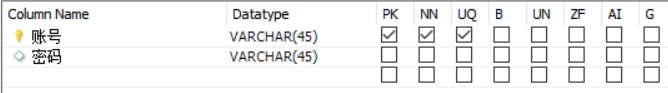 Column Name Datatype PK NN UQ B UN ZF AI G
账号 VARCHAR(45)
密码 VARCHAR(45)